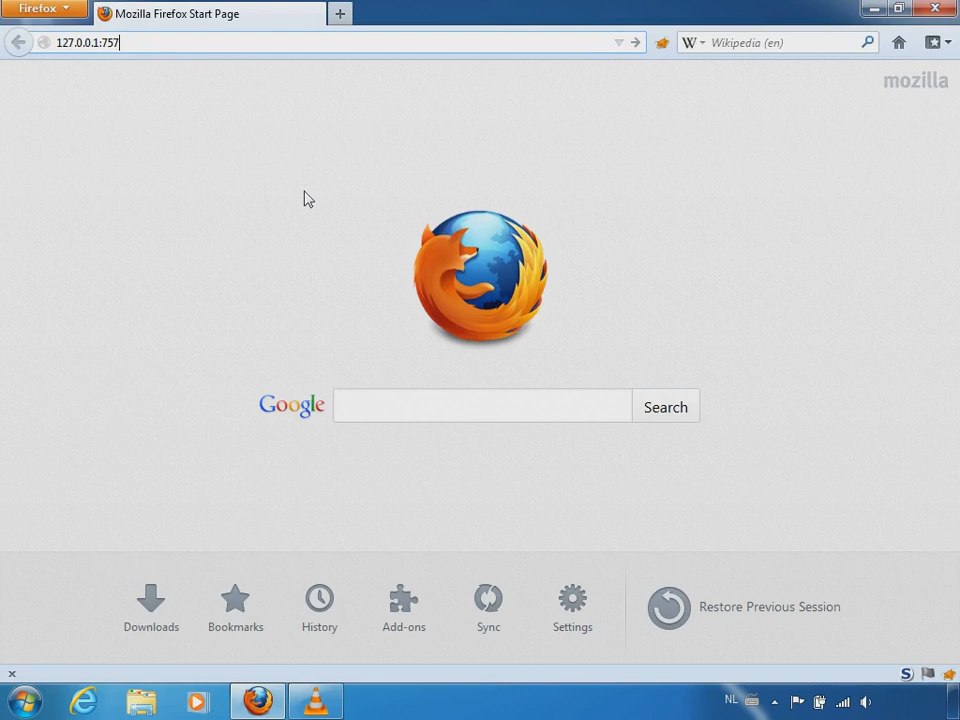 Firefox
Mozilla Firefox Start Page
127.0.0.1:757
W
Wikipedia (en)
mozilla
Google
Search
Downloads
Bookmarks
History
Add-ons
Sync
Settings
Restore Previous Session
S
NL